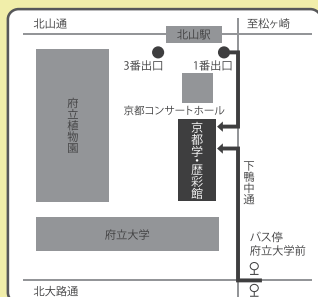 北山通
北山駅
至松ヶ崎
3番出口
1番出口
京都コンサートホール
府立植物園
京都学・歴彩館
下鴨中通
府立大学
バス停
府立大学前
北大路通